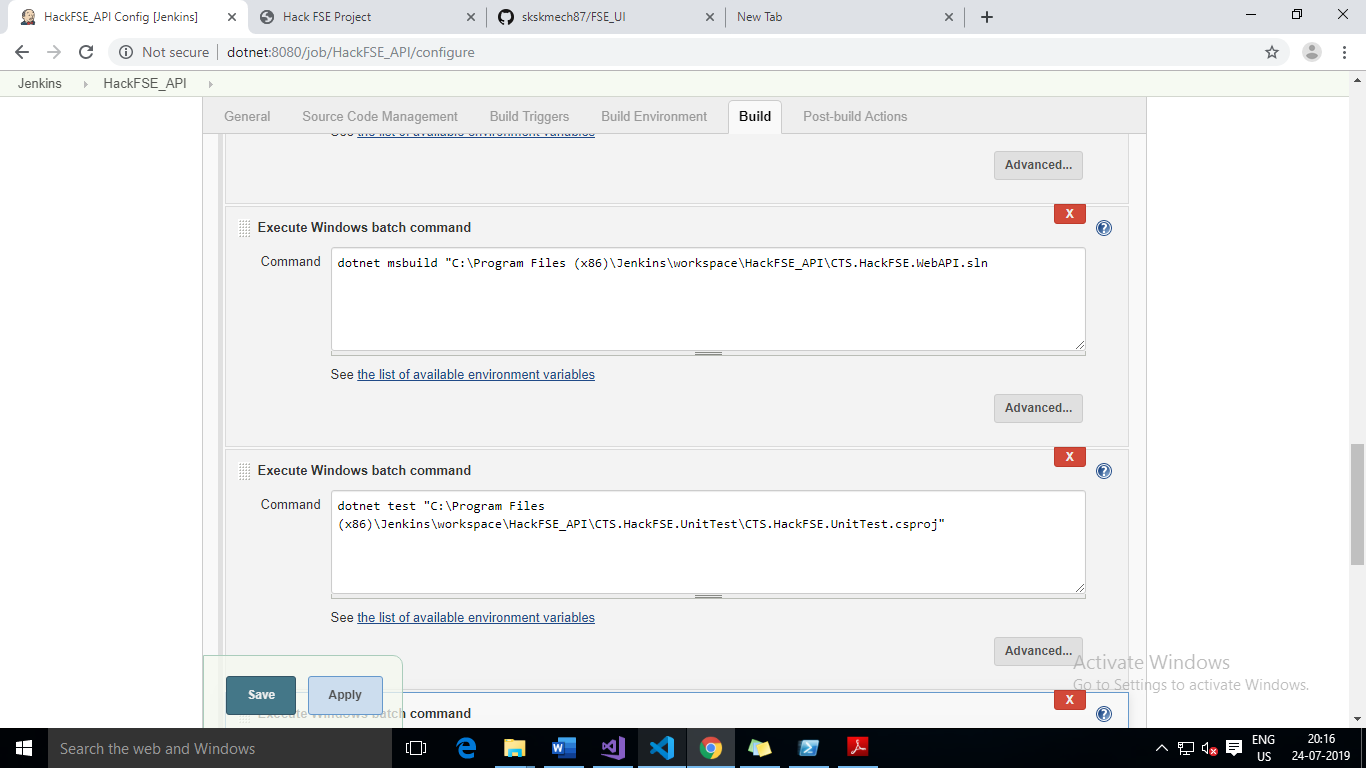 HackFSE_API Config [Jenkins]
Hack FSE Project
skskmech87/FSE_UI
New Tab
Not secure
dotnet:8080/job/HackFSE_API/configure
Jenkins
HackFSE_API
General
Source Code Management
Build Triggers
Build Environment
Build
Post-build Actions
See the list of available environment variables
Advanced...
X
Execute Windows batch command
?
Command
dotnet msbuild "C:\Program Files (x86)\Jenkins\workspace\HackFSE_API\CTS.HackFSE.WebAPI.sln
See the list of available environment variables
Advanced...
X
Execute Windows batch command
?
Command
dotnet test "C:\Program Files
(x86)\Jenkins\workspace\HackFSE_API\CTS.HackFSE.UnitTest\CTS.HackFSE.UnitTest.csproj"
See the list of available environment variables
Advanced...
Activate Windows
Go to Settings to activate Windows.
Save
Apply
X
Execute Windows batch command
?
Search the web and Windows
ENG
US
20:16
24-07-2019